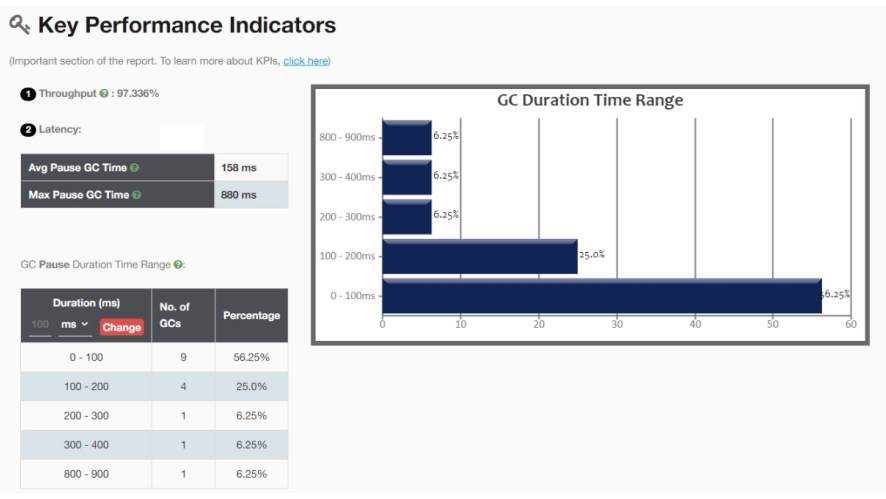 Key Performance Indicators
(Important section of the report. To learn more about KPIs, click here)
1 Throughput ? : 97.336%
2 Latency:
Avg Pause GC Time ? 158 ms
Max Pause GC Time ? 880 ms
GC Pause Duration Time Range ?:
Duration (ms) No. of GCs Percentage
100 ms Change
0 - 100 9 56.25%
100 - 200 4 25.0%
200 - 300 1 6.25%
300 - 400 1 6.25%
800 - 900 1 6.25%
GC Duration Time Range
800 - 900ms 6.25%
300 - 400ms 6.25%
200 - 300ms 6.25%
100 - 200ms 25.0%
0 - 100ms 56.25%
0 10 20 30 40 50 60